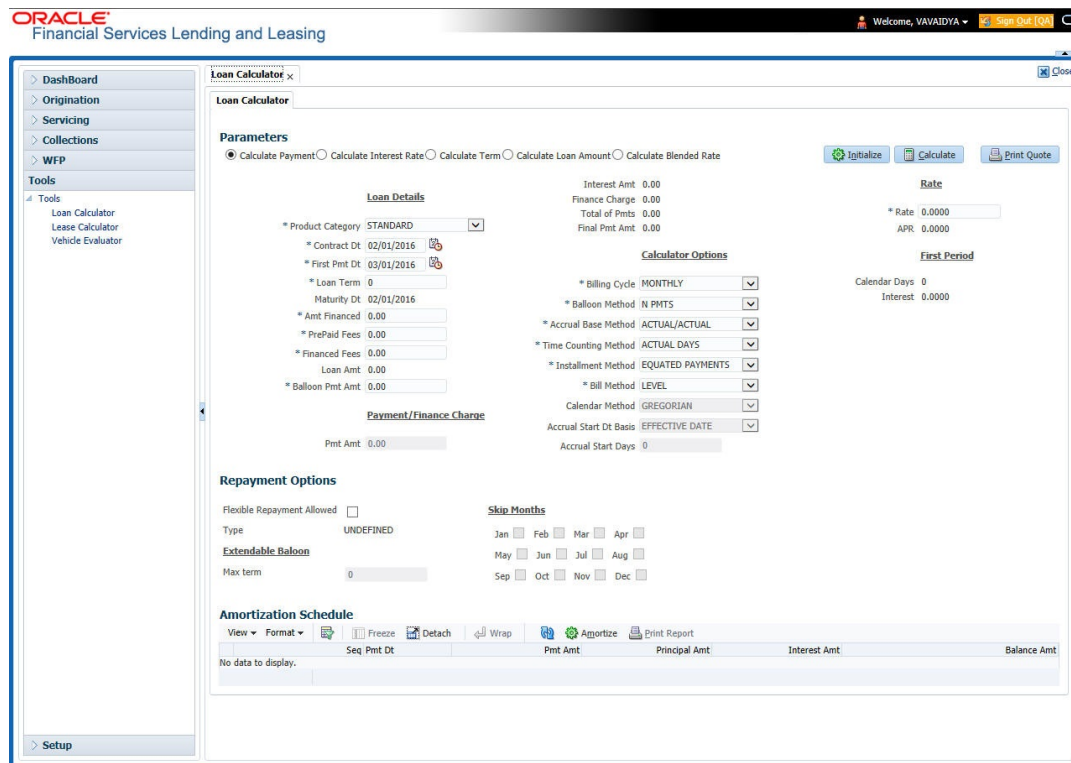 ORACLE
Financial Services Lending and Leasing
Welcome, VAVAIDYA
Sign Out [QA]
DashBoard
Origination
Servicing
Collections
WFP
Tools
Tools
Loan Calculator
Lease Calculator
Vehicle Evaluator
Setup
Loan Calculator
Close
Loan Calculator
Parameters
Calculate Payment Calculate Interest Rate Calculate Term Calculate Loan Amount Calculate Blended Rate
Initialize Calculate Print Quote
Loan Details
* Product Category STANDARD
* Contract Dt 02/01/2016
* First Pmt Dt 03/01/2016
* Loan Term 0
Maturity Dt 02/01/2016
* Amt Financed 0.00
* PrePaid Fees 0.00
* Financed Fees 0.00
Loan Amt 0.00
* Balloon Pmt Amt 0.00
Payment/Finance Charge
Pmt Amt 0.00
Interest Amt 0.00
Finance Charge 0.00
Total of Pmts 0.00
Final Pmt Amt 0.00
Calculator Options
* Billing Cycle MONTHLY
* Balloon Method N PMTS
* Accrual Base Method ACTUAL/ACTUAL
* Time Counting Method ACTUAL DAYS
* Installment Method EQUATED PAYMENTS
* Bill Method LEVEL
Calendar Method GREGORIAN
Accrual Start Dt Basis EFFECTIVE DATE
Accrual Start Days 0
Rate
* Rate 0.0000
APR 0.0000
First Period
Calendar Days 0
Interest 0.0000
Repayment Options
Flexible Repayment Allowed
Type UNDEFINED
Extendable Baloon
Max term 0
Skip Months
Jan Feb Mar Apr
May Jun Jul Aug
Sep Oct Nov Dec
Amortization Schedule
View Format Freeze Detach Wrap Amortize Print Report
Seq Pmt Dt Pmt Amt Principal Amt Interest Amt Balance Amt
No data to display.